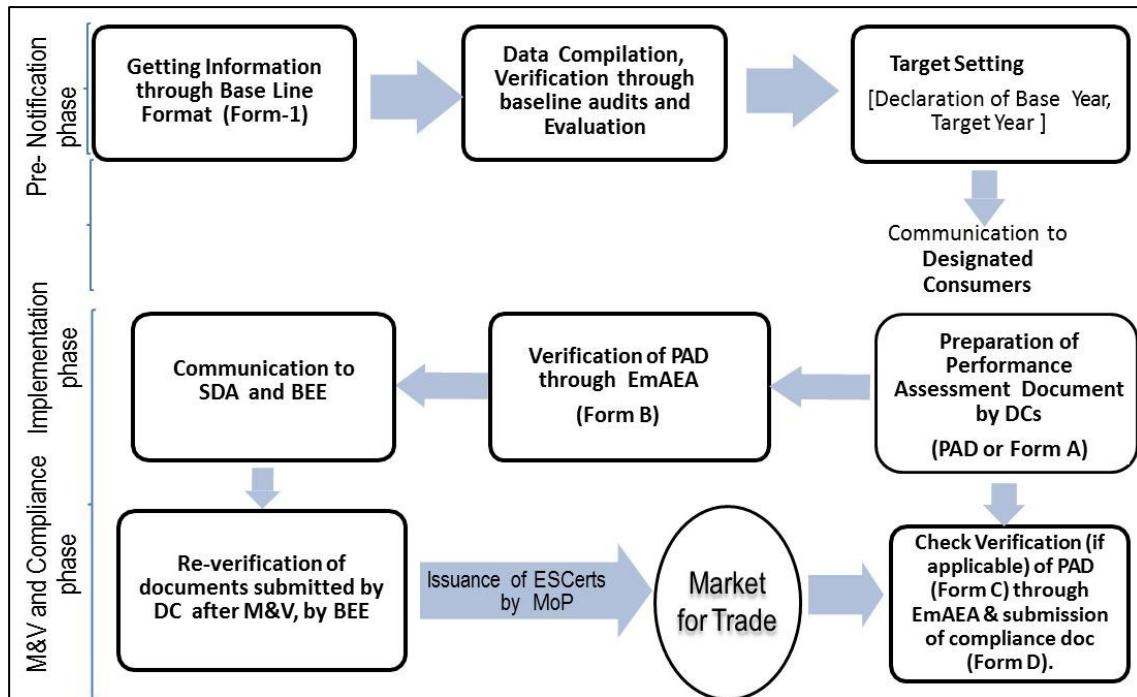 Pre- Notification
phase
Getting Information
through Base Line
Format (Form-1)
Data Compilation,
Verification through
baseline audits and
Evaluation
Target Setting
[Declaration of Base Year,
Target Year ]
Communication to
Designated
Consumers
Implementation
phase
Communication to
SDA and BEE
Verification of PAD
through EmAEA
(Form B)
Preparation of
Performance
Assessment Document
by DCs
(PAD or Form A)
M&V and Compliance
phase
Re-verification of
documents submitted by
DC after M&V, by BEE
Issuance of ESCerts
by MoP
Market
for Trade
Check Verification (if
applicable) of PAD
(Form C) through
EmAEA & submission
of compliance doc
(Form D).